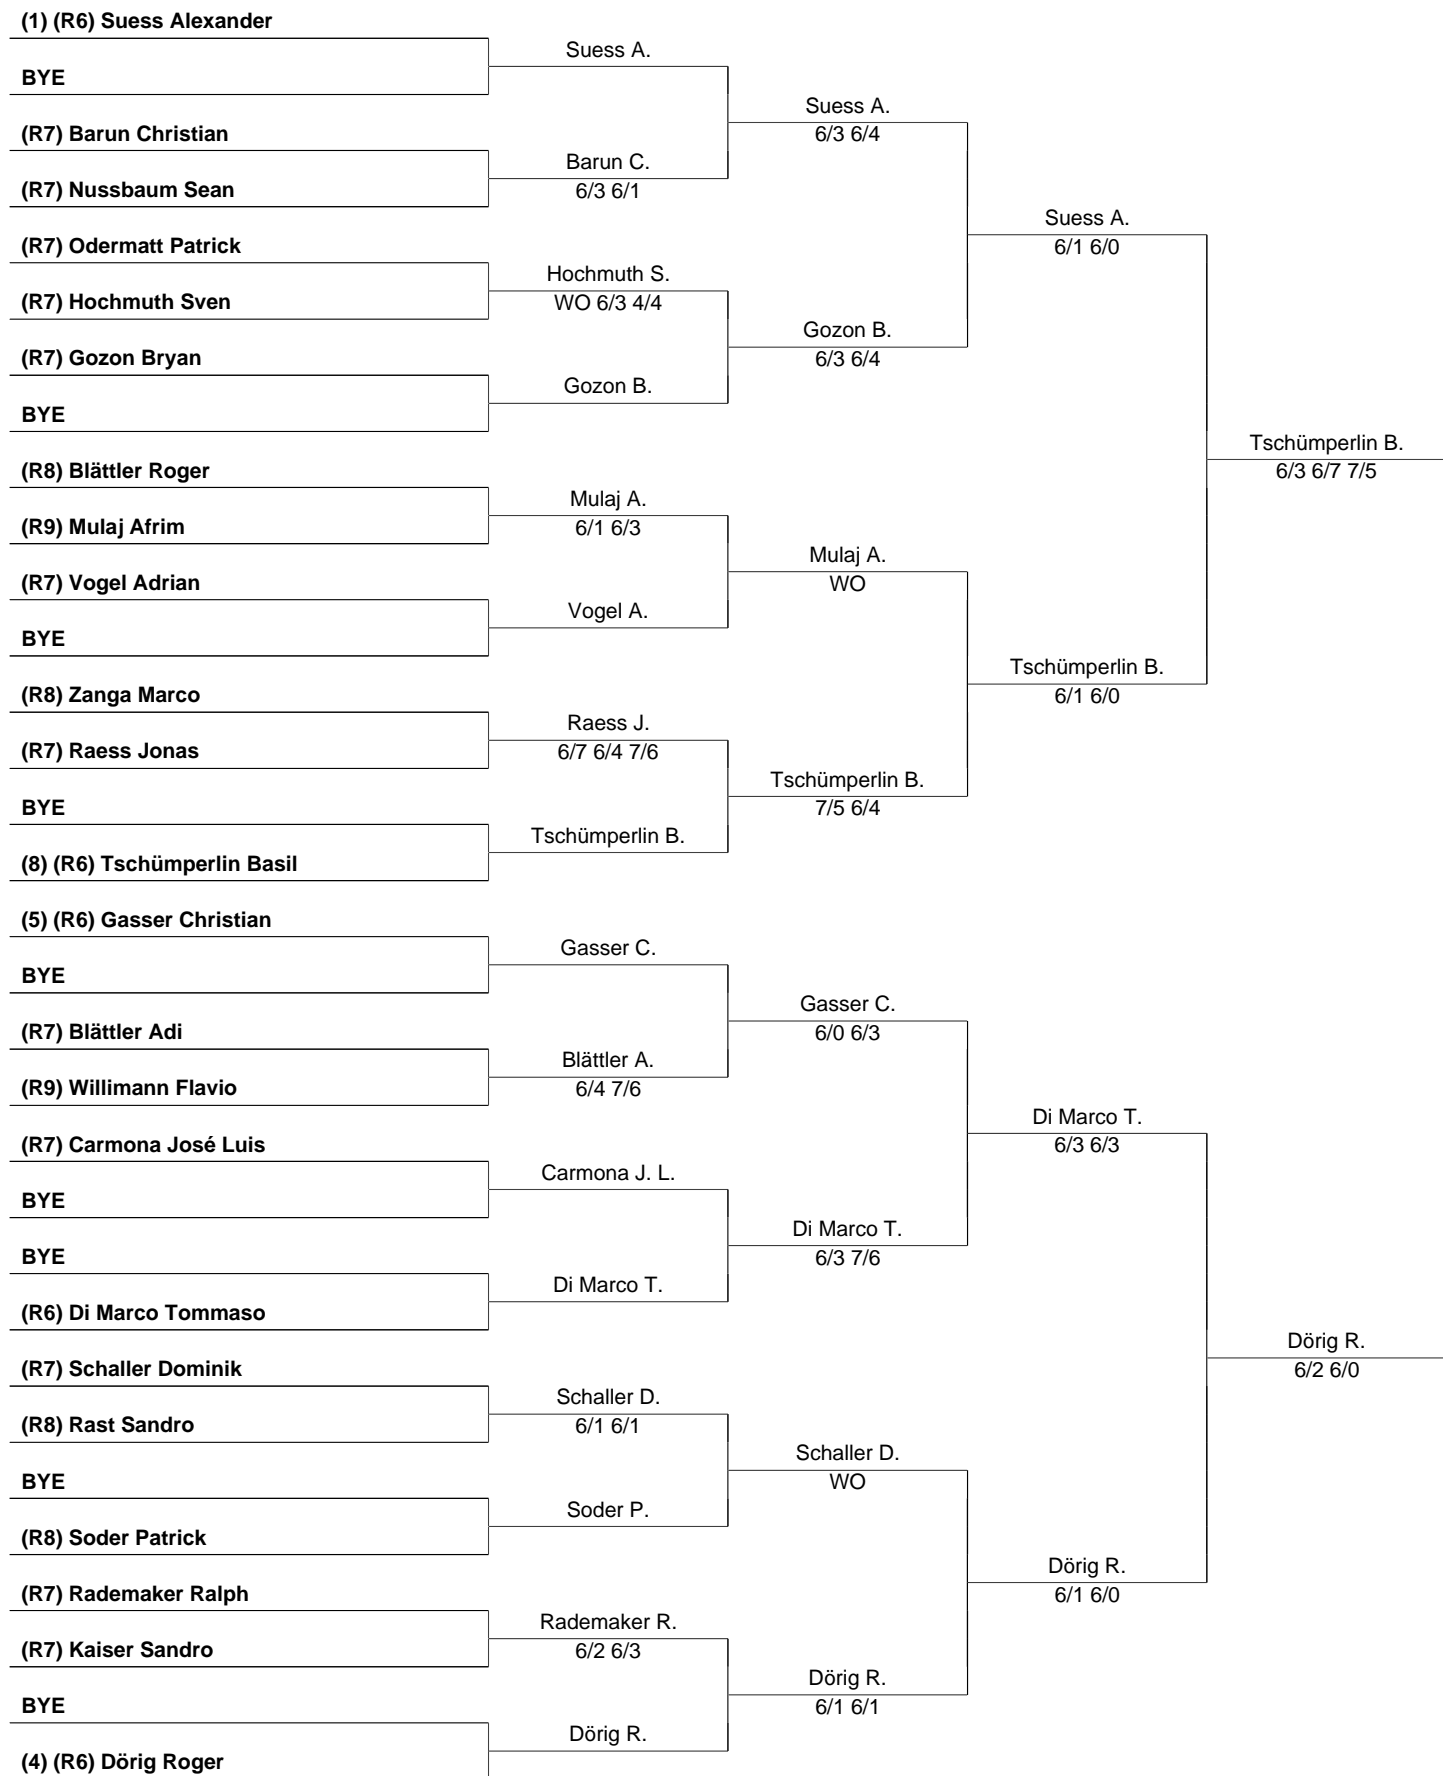 (1) (R6) Suess Alexander
BYE
(R7) Barun Christian
(R7) Nussbaum Sean
(R7) Odermatt Patrick
(R7) Hochmuth Sven
(R7) Gozon Bryan
BYE
(R8) Blättler Roger
(R9) Mulaj Afrim
(R7) Vogel Adrian
BYE
(R8) Zanga Marco
(R7) Raess Jonas
BYE
(8) (R6) Tschümperlin Basil
(5) (R6) Gasser Christian
BYE
(R7) Blättler Adi
(R9) Willimann Flavio
(R7) Carmona José Luis
BYE
BYE
(R6) Di Marco Tommaso
(R7) Schaller Dominik
(R8) Rast Sandro
BYE
(R8) Soder Patrick
(R7) Rademaker Ralph
(R7) Kaiser Sandro
BYE
(4) (R6) Dörig Roger
Suess A.
Barun C.
6/3 6/1
Hochmuth S.
WO 6/3 4/4
Gozon B.
Mulaj A.
6/1 6/3
Vogel A.
Raess J.
6/7 6/4 7/6
Tschümperlin B.
Gasser C.
Blättler A.
6/4 7/6
Carmona J. L.
Di Marco T.
Schaller D.
6/1 6/1
Soder P.
Rademaker R.
6/2 6/3
Dörig R.
Suess A.
6/3 6/4
Gozon B.
6/3 6/4
Mulaj A.
WO
Tschümperlin B.
7/5 6/4
Gasser C.
6/0 6/3
Di Marco T.
6/3 7/6
Schaller D.
WO
Dörig R.
6/1 6/1
Suess A.
6/1 6/0
Tschümperlin B.
6/1 6/0
Di Marco T.
6/3 6/3
Dörig R.
6/1 6/0
Tschümperlin B.
6/3 6/7 7/5
Dörig R.
6/2 6/0